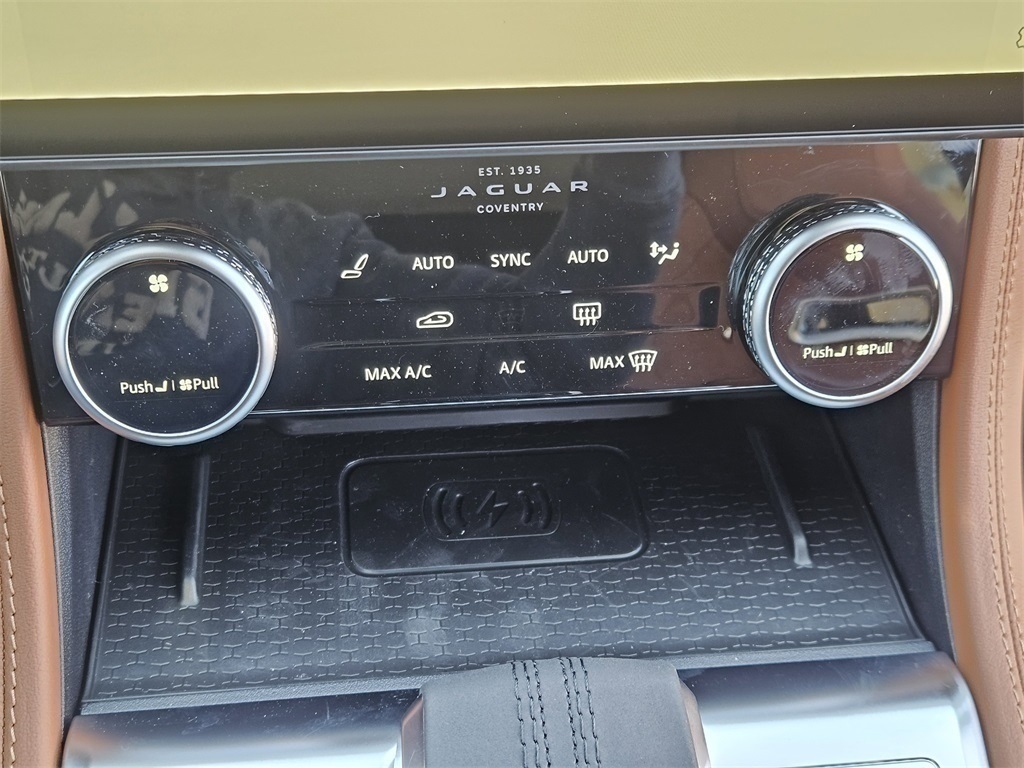 EST. 1935
JAGUAR
COVENTRY
AUTO SYNC AUTO
MAX A/C A/C MAX
Push | Pull
Push | Pull